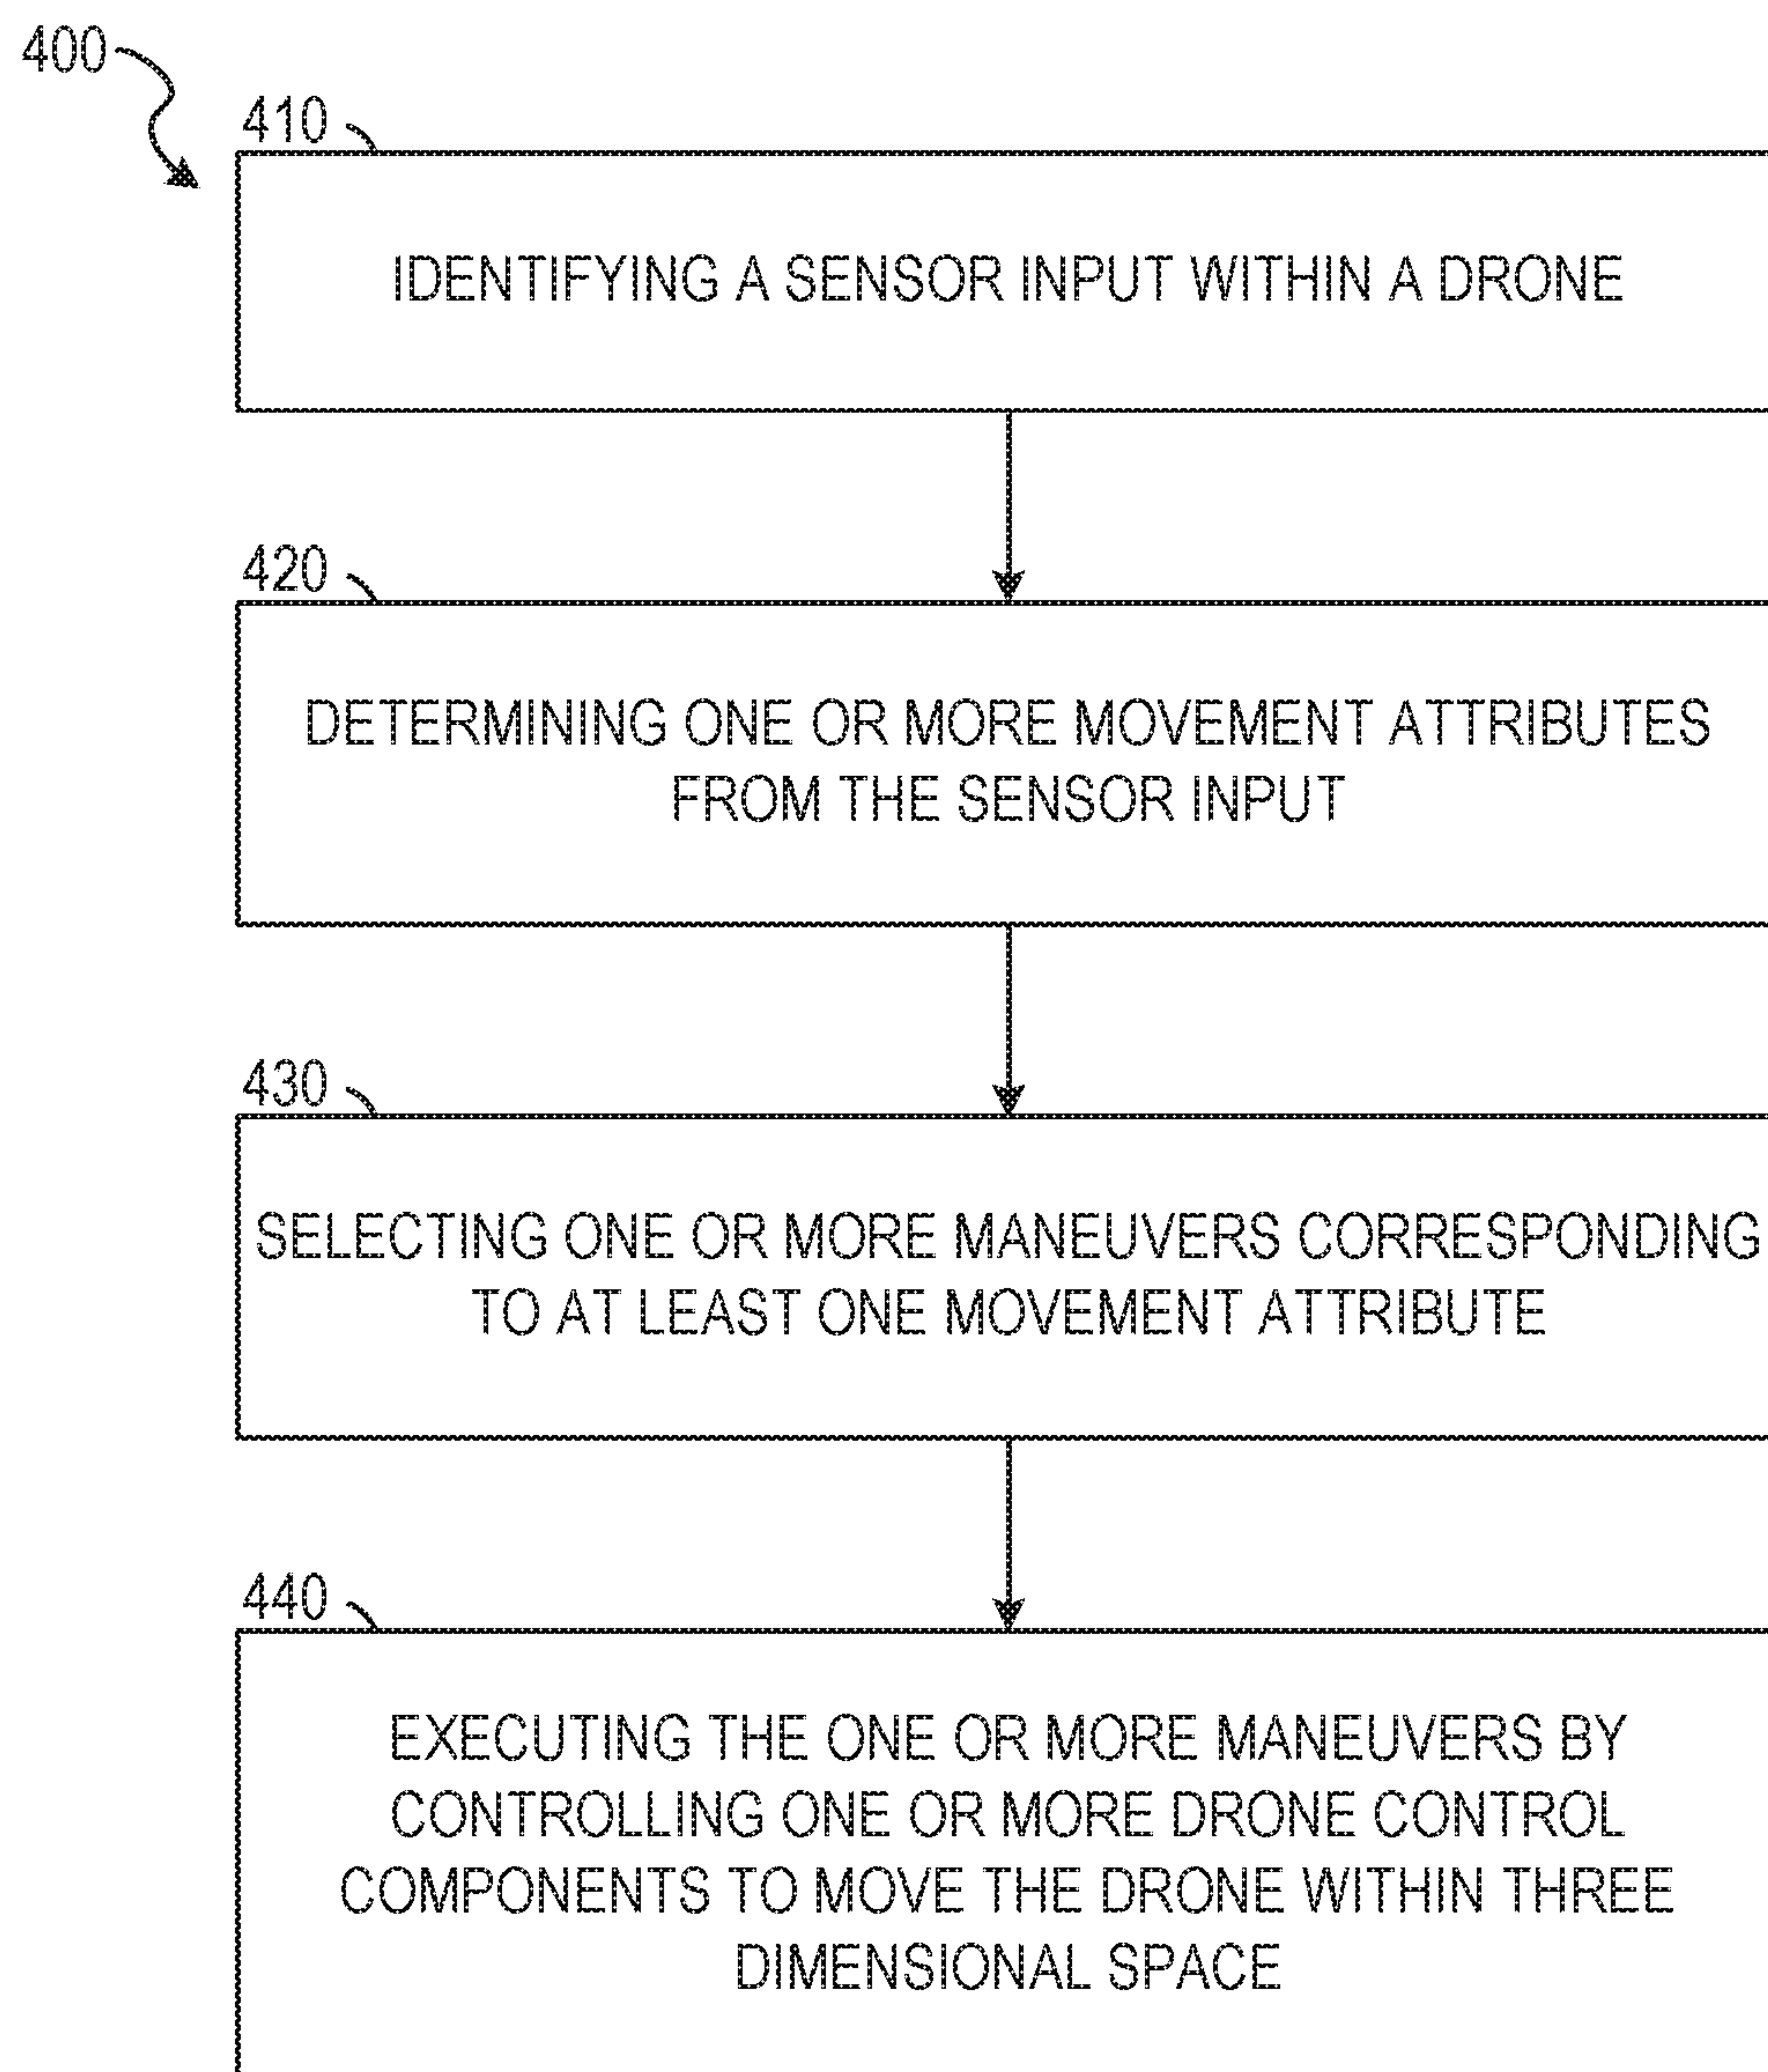 400
410
IDENTIFYING A SENSOR INPUT WITHIN A DRONE
420
DETERMINING ONE OR MORE MOVEMENT ATTRIBUTES
FROM THE SENSOR INPUT
430
SELECTING ONE OR MORE MANEUVERS CORRESPONDING
TO AT LEAST ONE MOVEMENT ATTRIBUTE
440
EXECUTING THE ONE OR MORE MANEUVERS BY
CONTROLLING ONE OR MORE DRONE CONTROL
COMPONENTS TO MOVE THE DRONE WITHIN THREE
DIMENSIONAL SPACE